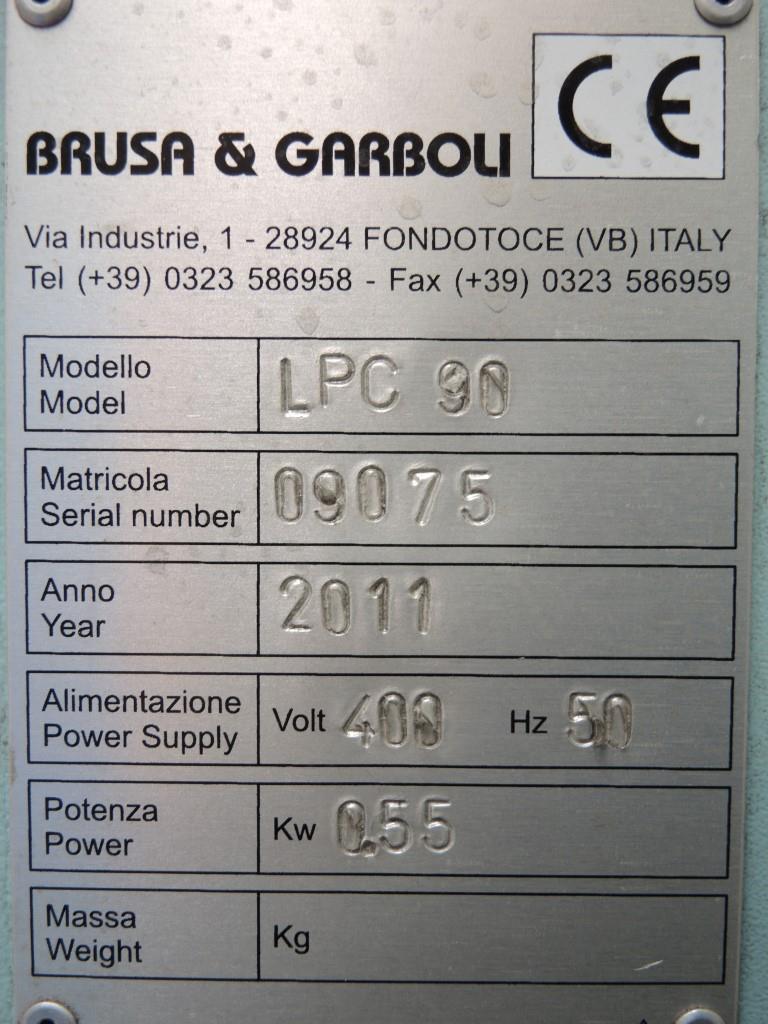 BRUSA & GARBOLI
CE
Via Industrie, 1 - 28924 FONDOTOCE (VB) ITALY
Tel (+39) 0323 586958 - Fax (+39) 0323 586959
Modello
Model
LPC 90
Matricola
Serial number
09075
Anno
Year
2011
Alimentazione
Power Supply
Volt 400 Hz 50
Potenza
Power
Kw 0.55
Massa
Weight
Kg